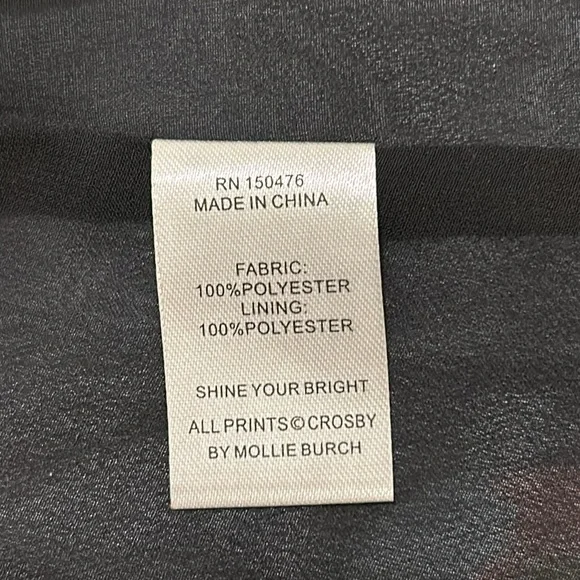 RN 150476
MADE IN CHINA
FABRIC:
100%POLYESTER
LINING:
100%POLYESTER
SHINE YOUR BRIGHT
ALL PRINTS©CROSBY
BY MOLLIE BURCH